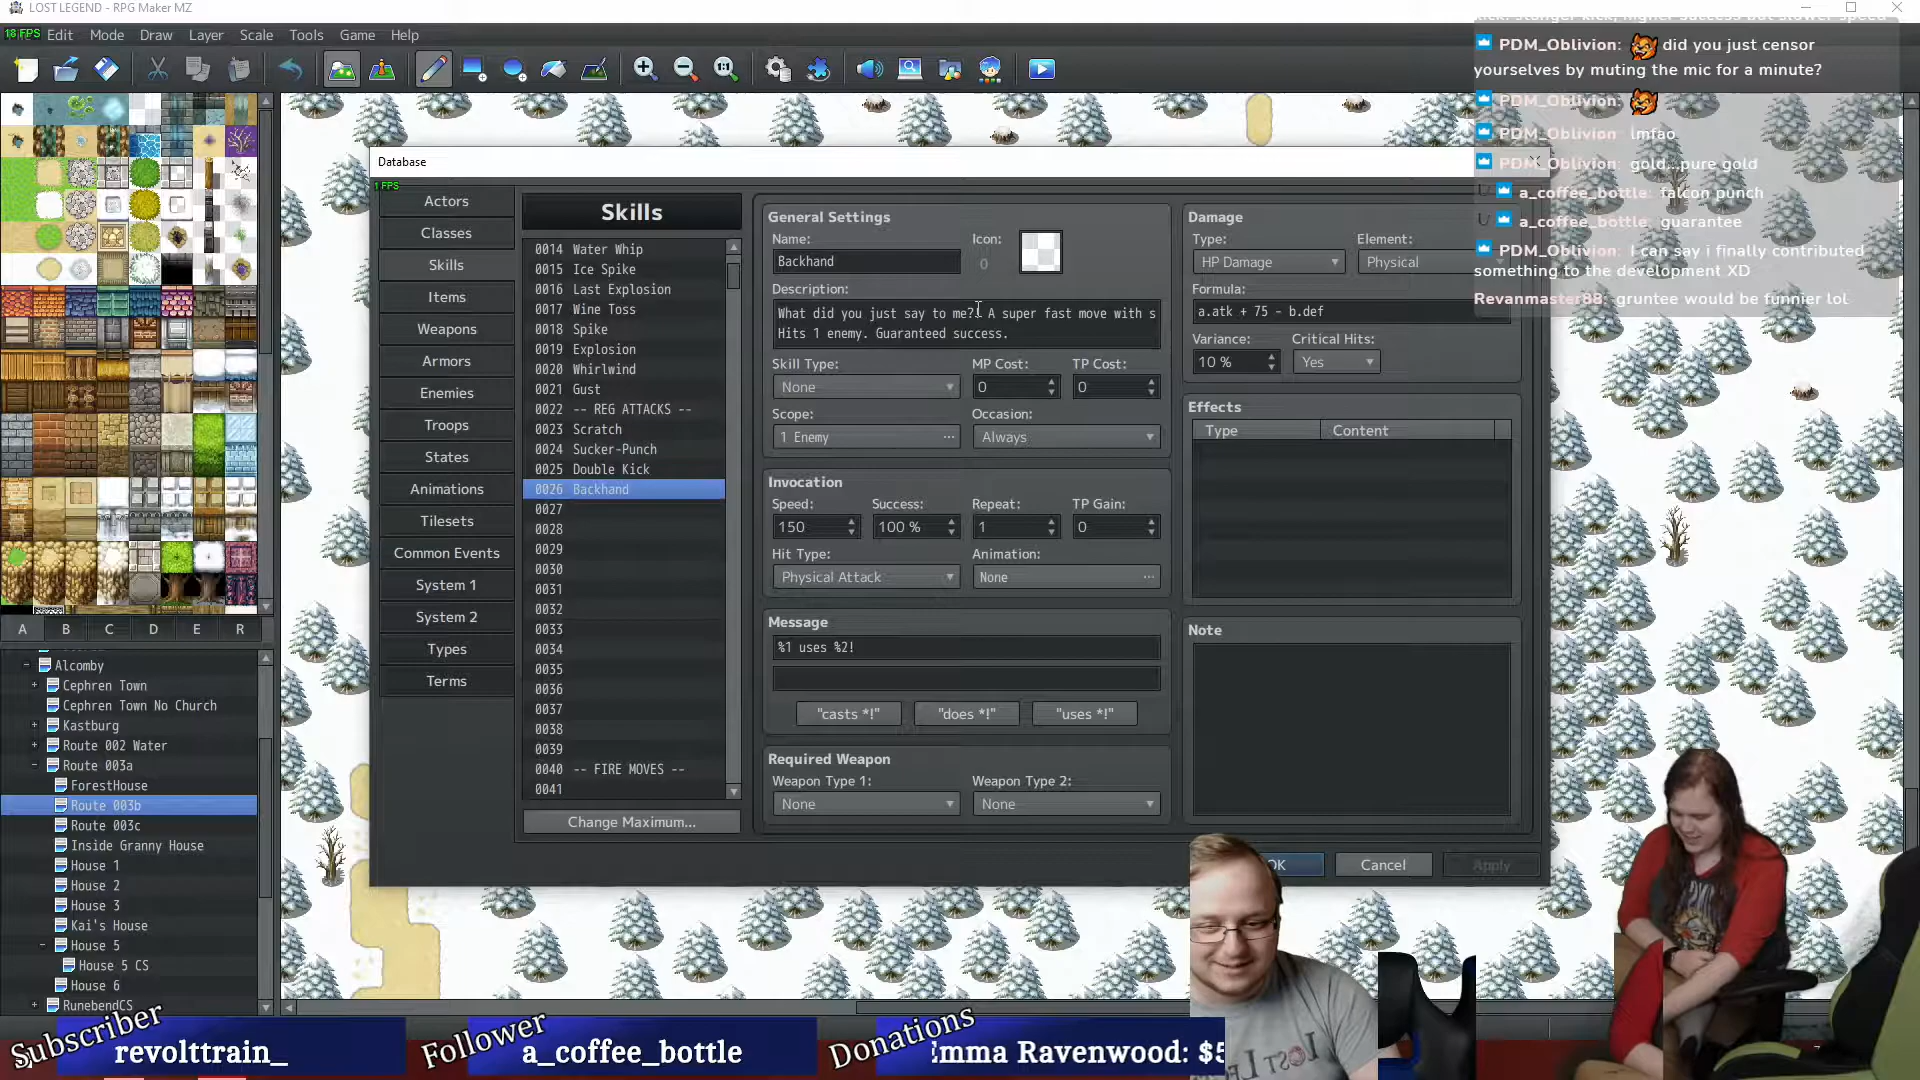 LOST LEGEND - RPG Maker MZ
18 FPS
Edit Mode Draw Layer Scale Tools Game Help
PDM_Oblivion: did you just censor
yourselves by muting the mic for a minute?
PDM_Oblivion:
PDM_Oblivion: lmfao
PDM_Oblivion: gold...pure gold
a_coffee_bottle: falcon punch
a_coffee_bottle: guarantee
PDM_Oblivion: I can say i finally contributed
something to the development XD
Revanmaster88: gruntee would be funnier lol
Database
1 FPS
Actors
Classes
Skills
Items
Weapons
Armors
Enemies
Troops
States
Animations
Tilesets
Common Events
System 1
System 2
Types
Terms
Skills
0014 Water Whip
0015 Ice Spike
0016 Last Explosion
0017 Wine Toss
0018 Spike
0019 Explosion
0020 Whirlwind
0021 Gust
0022 -- REG ATTACKS --
0023 Scratch
0024 Sucker-Punch
0025 Double Kick
0026 Backhand
0027
0028
0029
0030
0031
0032
0033
0034
0035
0036
0037
0038
0039
0040 -- FIRE MOVES --
0041
Change Maximum...
General Settings
Name: Icon:
Backhand 0
Description:
What did you just say to me?! A super fast move with s
Hits 1 enemy. Guaranteed success.
Skill Type: MP Cost: TP Cost:
None 0 0
Scope: Occasion:
1 Enemy ... Always
Invocation
Speed: Success: Repeat: TP Gain:
150 100 % 1 0
Hit Type: Animation:
Physical Attack None ...
Message
%1 uses %2!
"casts *!" "does *!" "uses *!"
Required Weapon
Weapon Type 1: Weapon Type 2:
None None
Damage
Type: Element:
HP Damage Physical
Formula:
a.atk + 75 - b.def
Variance: Critical Hits:
10 % Yes
Effects
Type Content
Note
OK Cancel Apply
A B C D E R
Alcomby
Cephren Town
Cephren Town No Church
Kastburg
Route 002 Water
Route 003a
ForestHouse
Route 003b
Route 003c
Inside Granny House
House 1
House 2
House 3
Kai's House
House 5
House 5 CS
House 6
RunebendCS
Subscriber
revolttrain_
Follower
a_coffee_bottle
Donations
Emma Ravenwood: $5